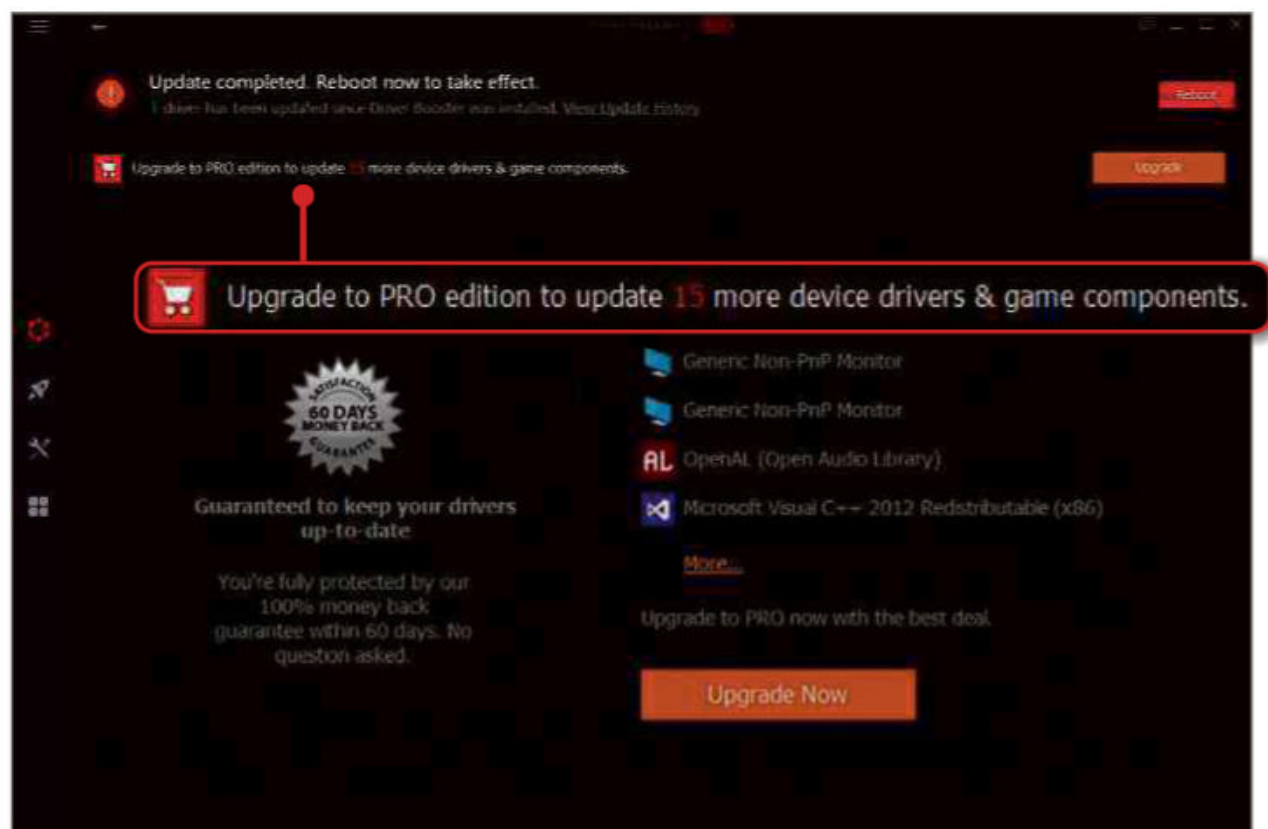 Update completed. Reboot now to take effect.
1 driver has been updated since Driver Booster was installed. View Update History
Reboot
Upgrade to PRO edition to update 15 more device drivers & game components.
Upgrade
Upgrade to PRO edition to update 15 more device drivers & game components.
SATISFACTION
60 DAYS
MONEY BACK
GUARANTEE
Guaranteed to keep your drivers
up-to-date
You're fully protected by our
100% money back
guarantee within 60 days. No
question asked.
Generic Non-PnP Monitor
Generic Non-PnP Monitor
AL OpenAL (Open Audio Library)
Microsoft Visual C++ 2012 Redistributable (x86)
More...
Upgrade to PRO now with the best deal.
Upgrade Now